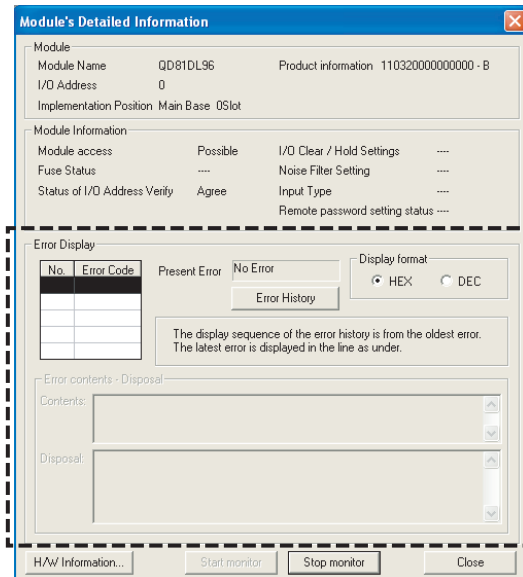 Module's Detailed Information
Module
Module Name QD81DL96 Product information 110320000000000 - B
I/O Address 0
Implementation Position Main Base 0Slot
Module Information
Module access Possible I/O Clear / Hold Settings ----
Fuse Status ---- Noise Filter Setting ----
Status of I/O Address Verify Agree Input Type ----
Remote password setting status ----
Error Display
No. Error Code Present Error No Error Display format
HEX DEC
Error History
The display sequence of the error history is from the oldest error.
The latest error is displayed in the line as under.
Error contents - Disposal
Contents:
Disposal:
H/W Information... Start monitor Stop monitor Close